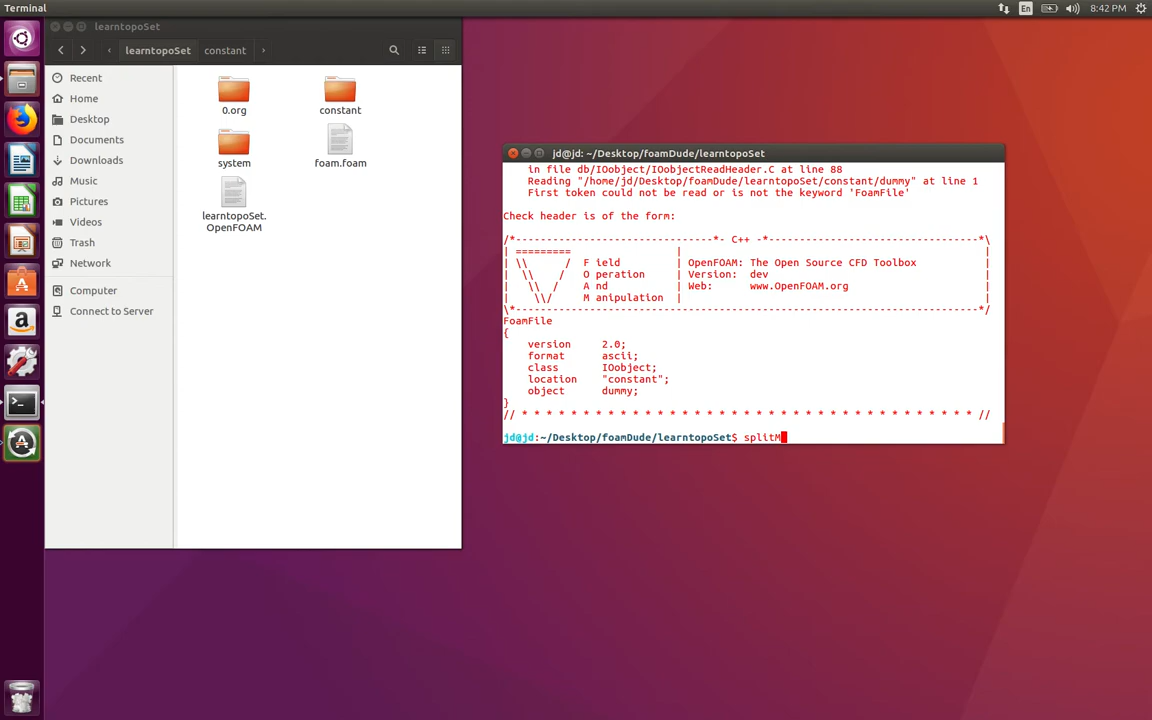 Terminal
En
8:42 PM
learntopoSet
learntopoSet
constant
Recent
Home
Desktop
Documents
Downloads
Music
Pictures
Videos
Trash
Network
Computer
Connect to Server
0.org
constant
system
foam.foam
learntopoSet.
OpenFOAM
jd@jd: ~/Desktop/foamDude/learntopoSet
in file db/IOobject/IOobjectReadHeader.C at line 88
Reading "/home/jd/Desktop/foamDude/learntopoSet/constant/dummy" at line 1
First token could not be read or is not the keyword 'FoamFile'
Check header is of the form:
/*--------------------------------*- C++ -*----------------------------------*\
| =========                 |                                                 |
| \\      /  F ield         | OpenFOAM: The Open Source CFD Toolbox           |
|  \\    /   O peration     | Version:  dev                                   |
|   \\  /    A nd           | Web:      www.OpenFOAM.org                      |
|    \\/     M anipulation  |                                                 |
\*---------------------------------------------------------------------------*/
FoamFile
{
version     2.0;
format      ascii;
class       IOobject;
location    "constant";
object      dummy;
}
// * * * * * * * * * * * * * * * * * * * * * * * * * * * * * * * * * * * * * //
jd@jd:~/Desktop/foamDude/learntopoSet$ splitM